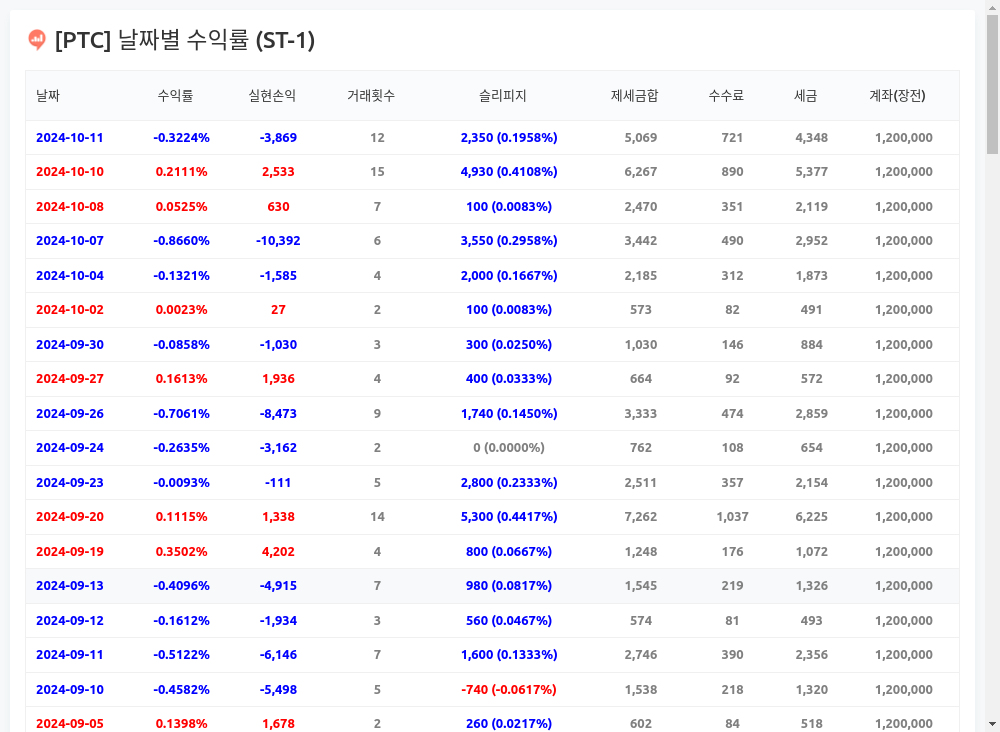 [PTC] 날짜별 수익률 (ST-1)
날짜 수익률 실현손익 거래횟수 슬리피지 제세금합 수수료 세금 계좌(장전)
2024-10-11 -0.3224% -3,869 12 2,350 (0.1958%) 5,069 721 4,348 1,200,000
2024-10-10 0.2111% 2,533 15 4,930 (0.4108%) 6,267 890 5,377 1,200,000
2024-10-08 0.0525% 630 7 100 (0.0083%) 2,470 351 2,119 1,200,000
2024-10-07 -0.8660% -10,392 6 3,550 (0.2958%) 3,442 490 2,952 1,200,000
2024-10-04 -0.1321% -1,585 4 2,000 (0.1667%) 2,185 312 1,873 1,200,000
2024-10-02 0.0023% 27 2 100 (0.0083%) 573 82 491 1,200,000
2024-09-30 -0.0858% -1,030 3 300 (0.0250%) 1,030 146 884 1,200,000
2024-09-27 0.1613% 1,936 4 400 (0.0333%) 664 92 572 1,200,000
2024-09-26 -0.7061% -8,473 9 1,740 (0.1450%) 3,333 474 2,859 1,200,000
2024-09-24 -0.2635% -3,162 2 0 (0.0000%) 762 108 654 1,200,000
2024-09-23 -0.0093% -111 5 2,800 (0.2333%) 2,511 357 2,154 1,200,000
2024-09-20 0.1115% 1,338 14 5,300 (0.4417%) 7,262 1,037 6,225 1,200,000
2024-09-19 0.3502% 4,202 4 800 (0.0667%) 1,248 176 1,072 1,200,000
2024-09-13 -0.4096% -4,915 7 980 (0.0817%) 1,545 219 1,326 1,200,000
2024-09-12 -0.1612% -1,934 3 560 (0.0467%) 574 81 493 1,200,000
2024-09-11 -0.5122% -6,146 7 1,600 (0.1333%) 2,746 390 2,356 1,200,000
2024-09-10 -0.4582% -5,498 5 -740 (-0.0617%) 1,538 218 1,320 1,200,000
2024-09-05 0.1398% 1,678 2 260 (0.0217%) 602 84 518 1,200,000